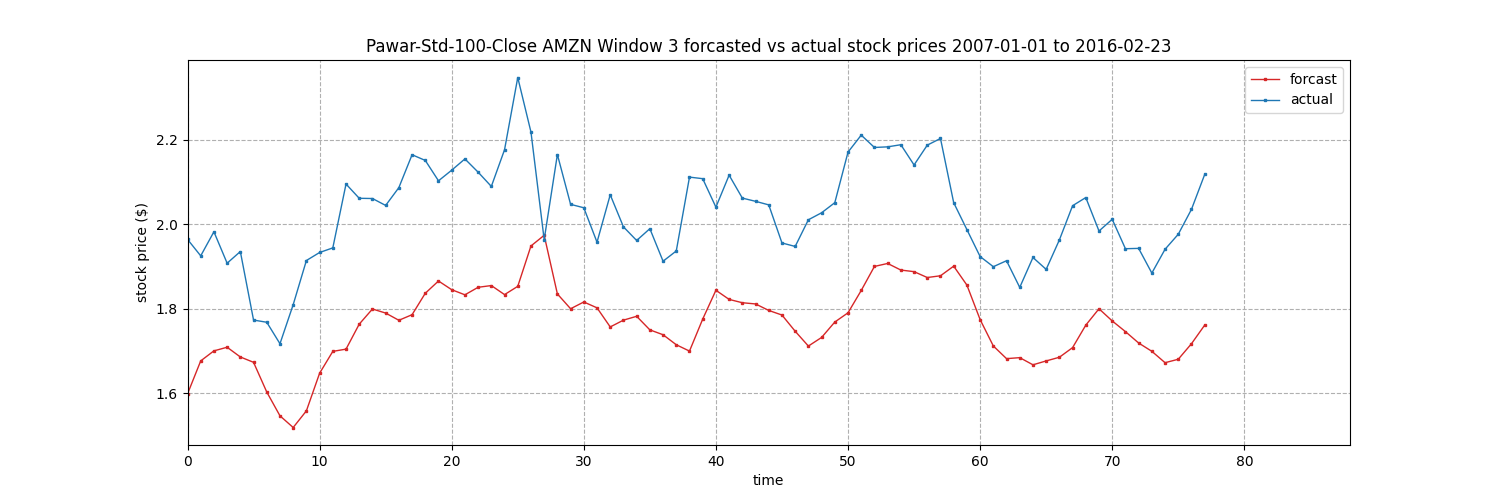 Pawar-Std-100-Close AMZN Window 3 forcasted vs actual stock prices 2007-01-01 to 2016-02-23
forcast
actual
stock price ($)
2.2
2.0
1.8
1.6
0 10 20 30 40 50 60 70 80
time